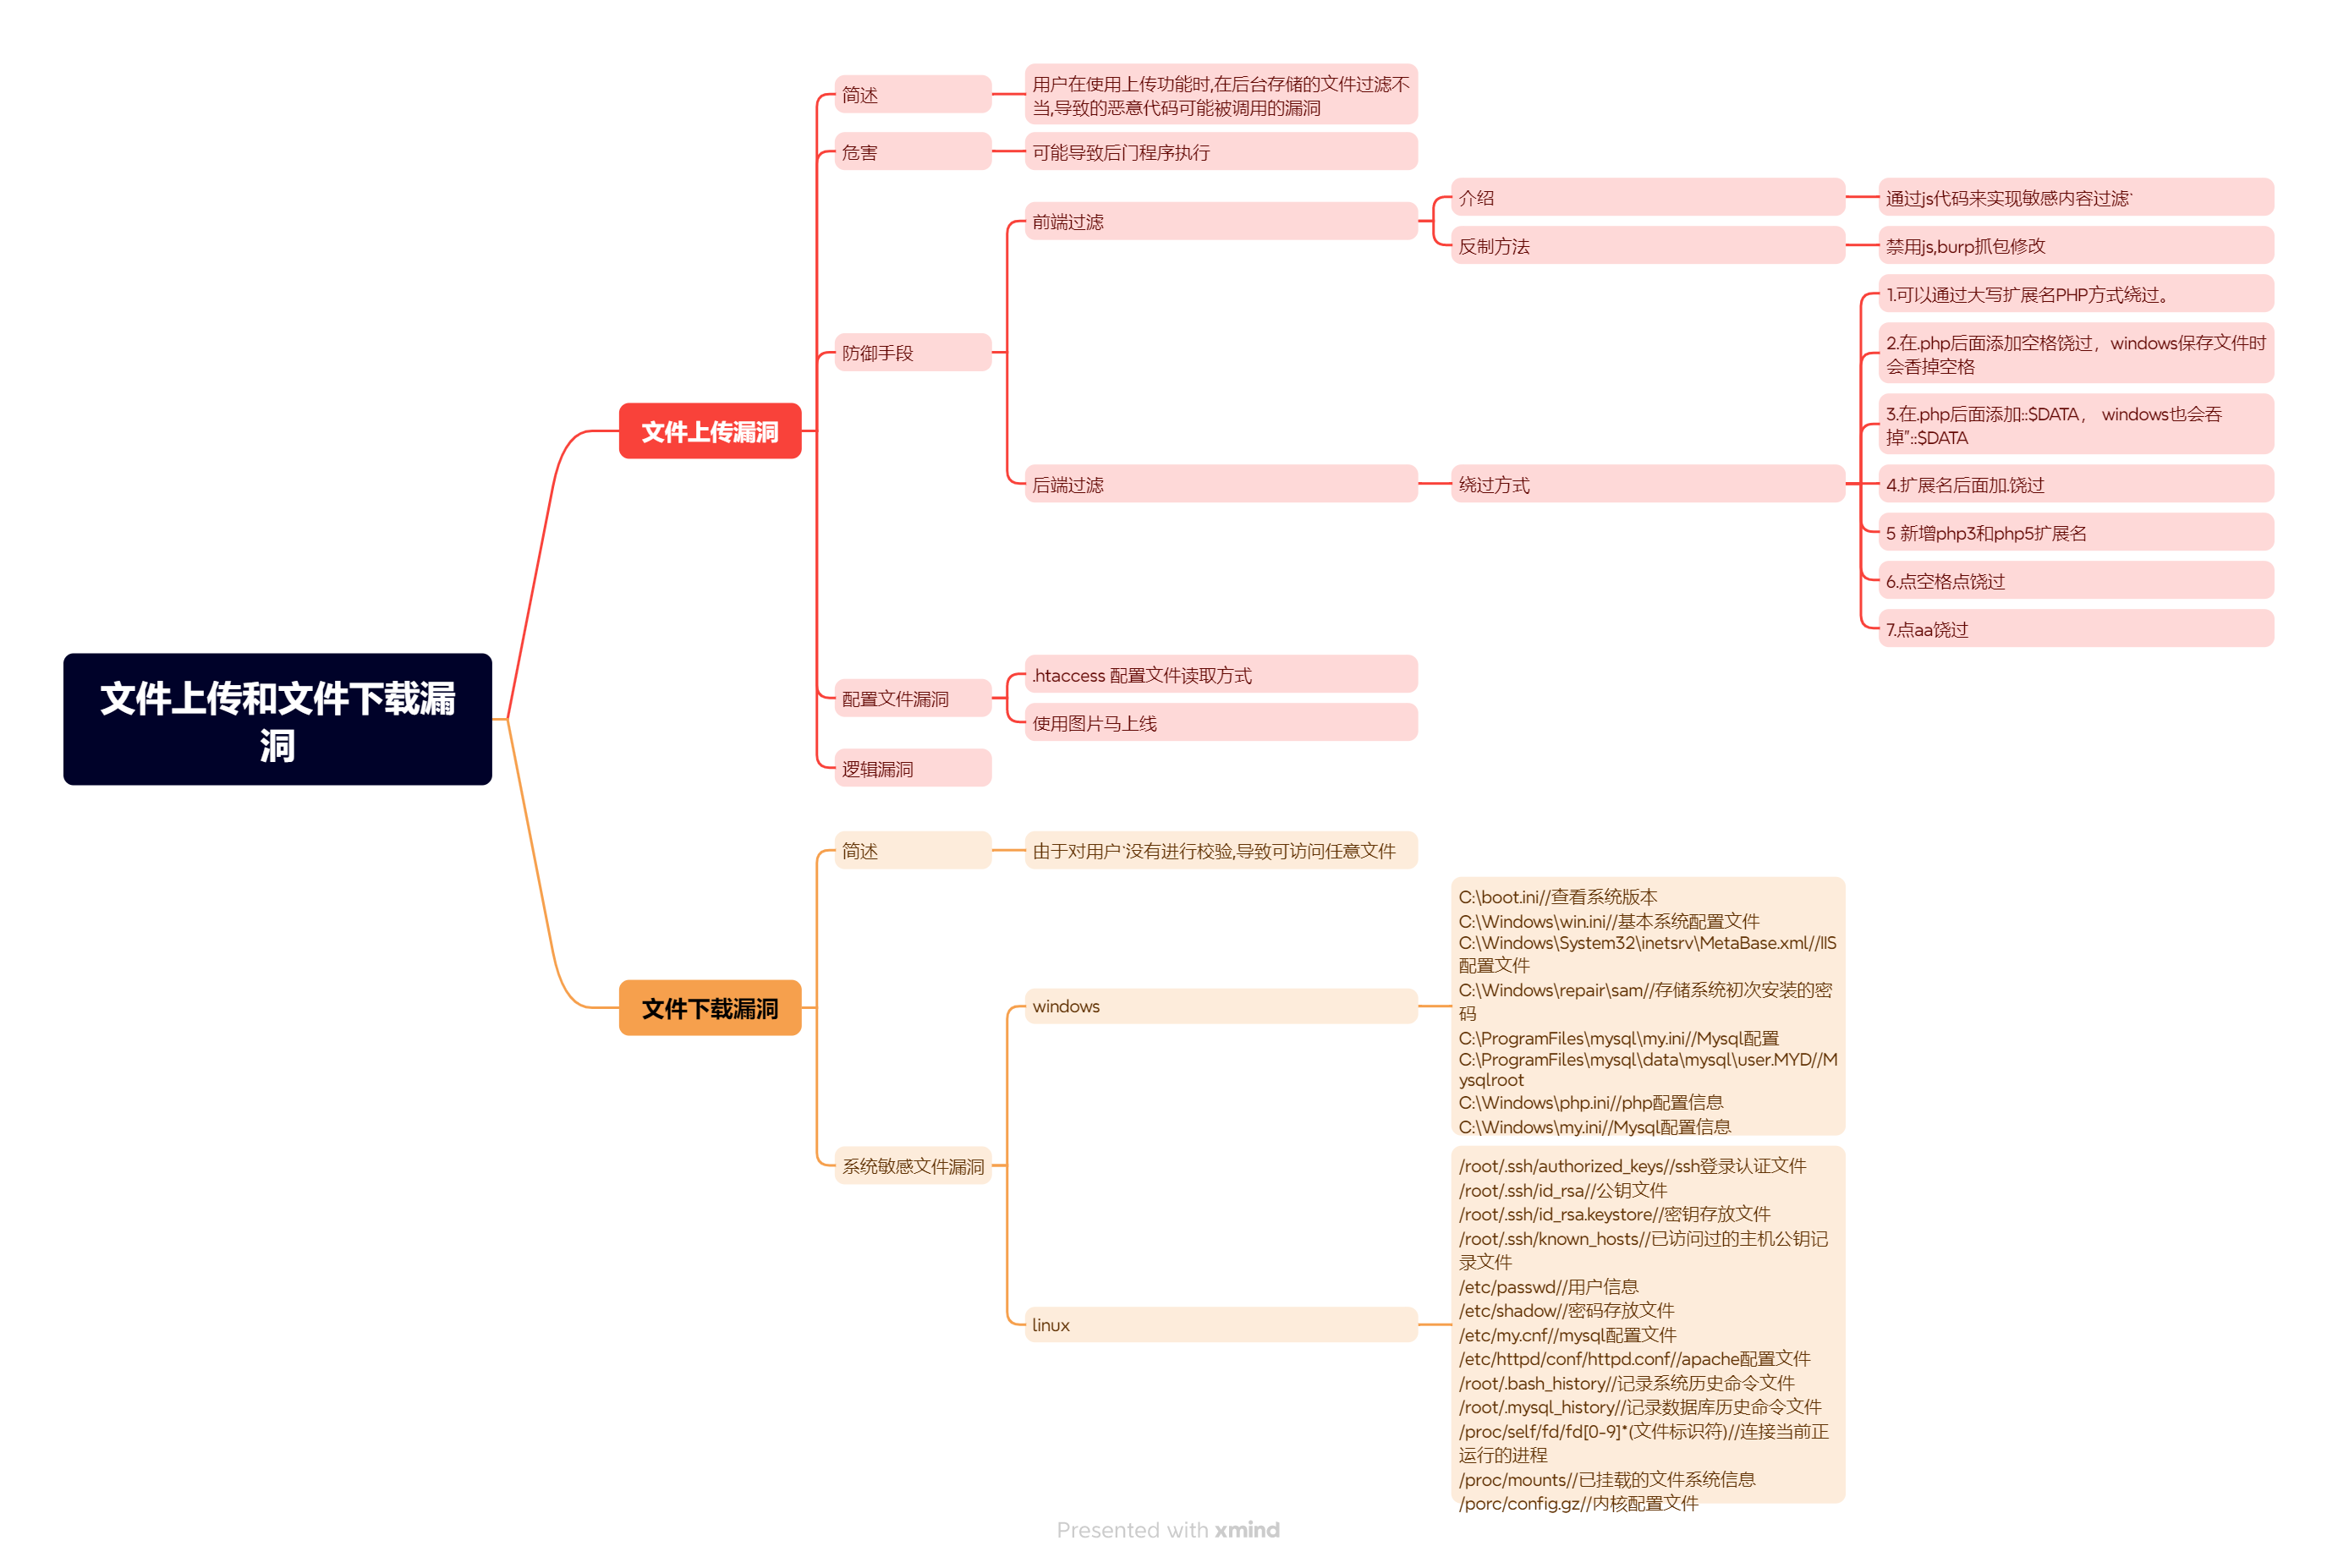 文件上传和文件下载漏
洞
文件上传漏洞
简述
用户在使用上传功能时,在后台存储的文件过滤不
当,导致的恶意代码可能被调用的漏洞
危害
可能导致后门程序执行
防御手段
前端过滤
介绍
通过js代码来实现敏感内容过滤`
反制方法
禁用js,burp抓包修改
后端过滤
绕过方式
1.可以通过大写扩展名PHP方式绕过。
2.在.php后面添加空格饶过，windows保存文件时
会香掉空格
3.在.php后面添加::$DATA， windows也会吞
掉”::$DATA
4.扩展名后面加.饶过
5 新增php3和php5扩展名
6.点空格点饶过
7.点aa饶过
配置文件漏洞
.htaccess 配置文件读取方式
使用图片马上线
逻辑漏洞
文件下载漏洞
简述
由于对用户`没有进行校验,导致可访问任意文件
系统敏感文件漏洞
windows
C:\boot.ini//查看系统版本
C:\Windows\win.ini//基本系统配置文件
C:\Windows\System32\inetsrv\MetaBase.xml//IIS
配置文件
C:\Windows\repair\sam//存储系统初次安装的密
码
C:\ProgramFiles\mysql\my.ini//Mysql配置
C:\ProgramFiles\mysql\data\mysql\user.MYD//M
ysqlroot
C:\Windows\php.ini//php配置信息
C:\Windows\my.ini//Mysql配置信息
linux
/root/.ssh/authorized_keys//ssh登录认证文件
/root/.ssh/id_rsa//公钥文件
/root/.ssh/id_rsa.keystore//密钥存放文件
/root/.ssh/known_hosts//已访问过的主机公钥记
录文件
/etc/passwd//用户信息
/etc/shadow//密码存放文件
/etc/my.cnf//mysql配置文件
/etc/httpd/conf/httpd.conf//apache配置文件
/root/.bash_history//记录系统历史命令文件
/root/.mysql_history//记录数据库历史命令文件
/proc/self/fd/fd[0-9]*(文件标识符)//连接当前正
运行的进程
/proc/mounts//已挂载的文件系统信息
/porc/config.gz//内核配置文件
Presented with xmind